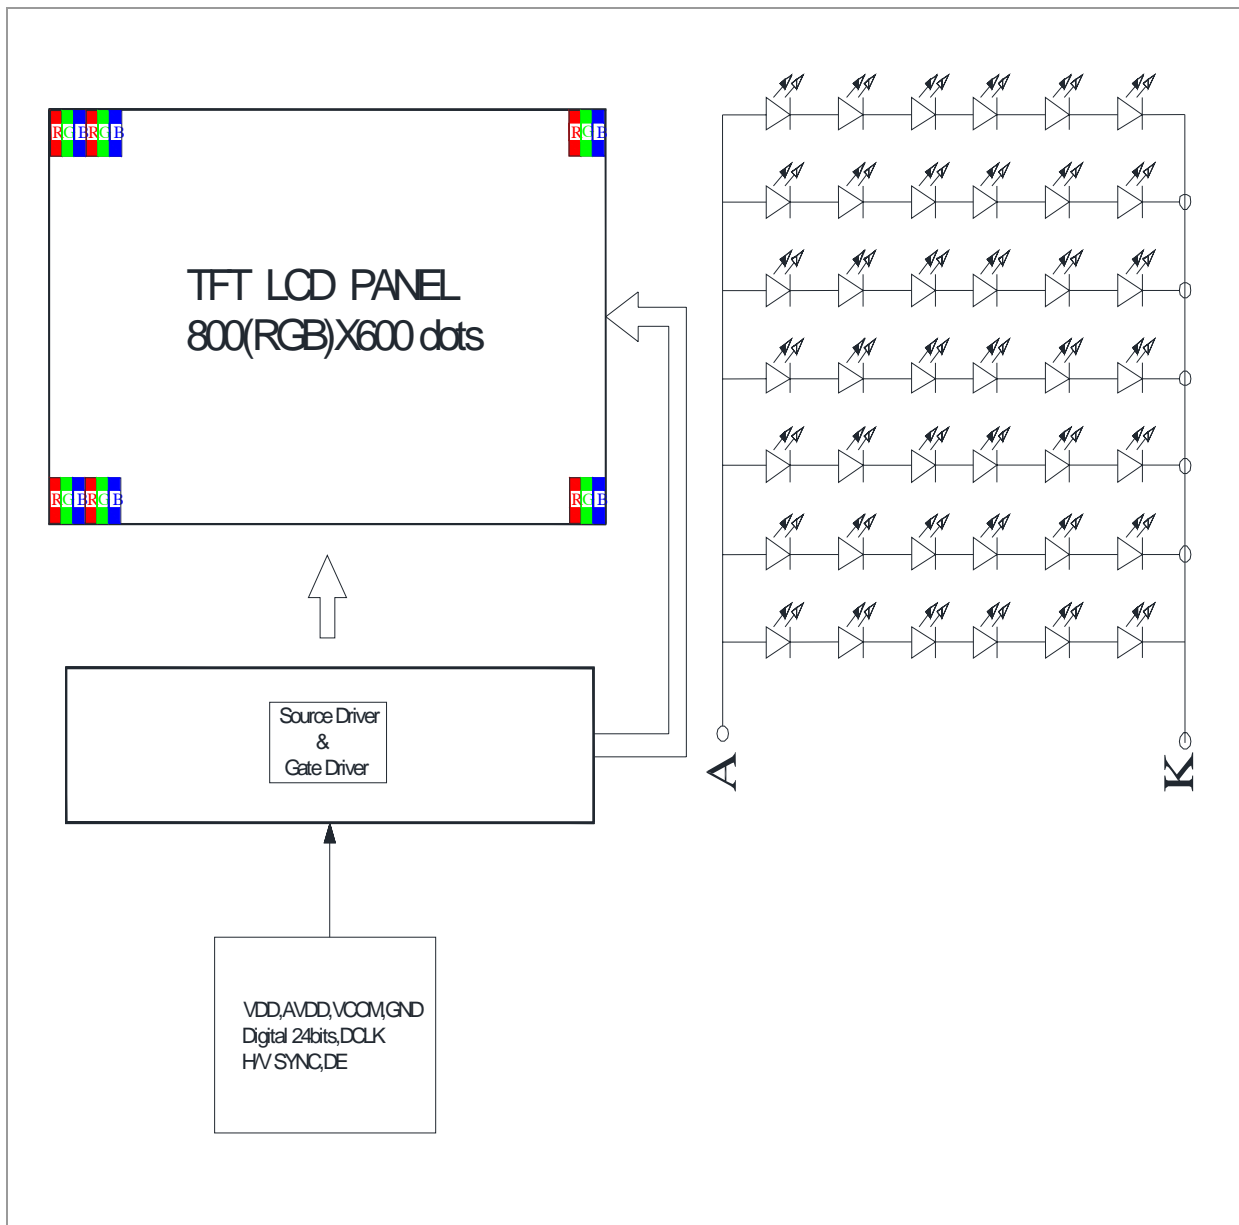 RGBRGB RGB
TFT LCD PANEL
800(RGB)X600 dots
RGBRGB RGB
Source Driver
&
Gate Driver
VDD,AVDD,VCOM,GND
Digital 24bits,DCLK
H/V SYNC,DE
A
K